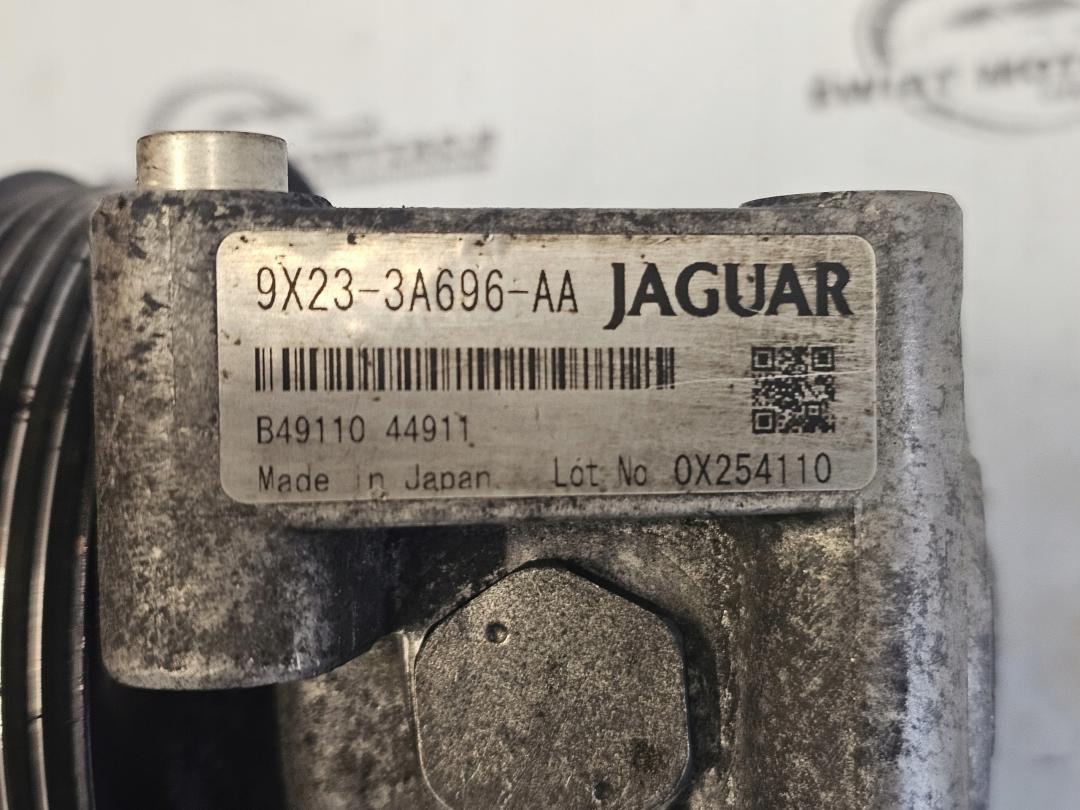 9X23-3A696-AA JAGUAR
B49110 44911
Made in Japan Lot No 0X254110